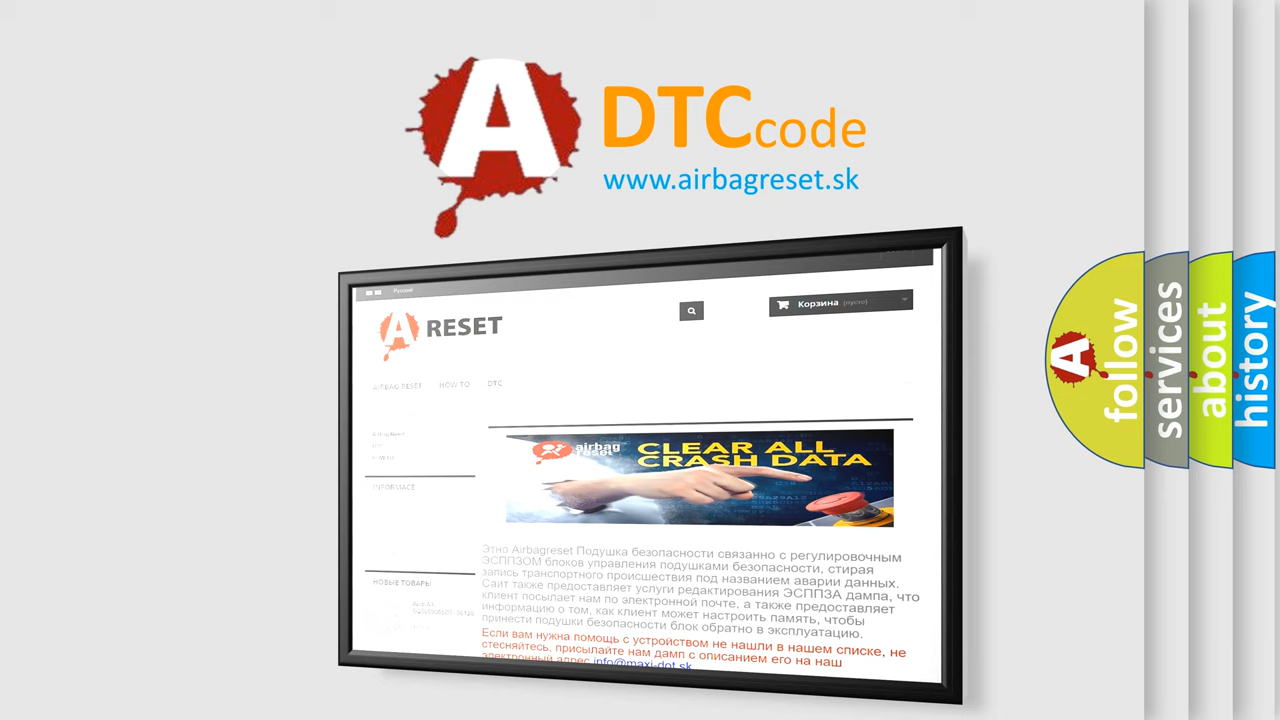 A DTCcode
www.airbagreset.sk
Русский
A RESET
Корзина (пусто)
AIRBAG RESET HOW TO DTC
INFORMACE
НОВЫЕ ТОВАРЫ
airbag
reset
CLEAR ALL
CRASH DATA
Этно Airbagreset Подушка безопасности связанно с регулировочным
ЭСППЗОМ блоков управления подушками безопасности, стирая
запись транспортного происшествия под названием аварии данных.
Сайт также предоставляет услуги редактирования ЭСППЗА дампа, что
клиент посылает нам по электронной почте, а также предоставляет
информацию о том, как клиент может настроить память, чтобы
принести подушки безопасности блок обратно в эксплуатацию.
Если вам нужна помощь с устройством не нашли в нашем списке, не
стесняйтесь, присылайте нам дамп с описанием его на наш
электронный адрес info@maxi-dot.sk
A follow
services
about
history